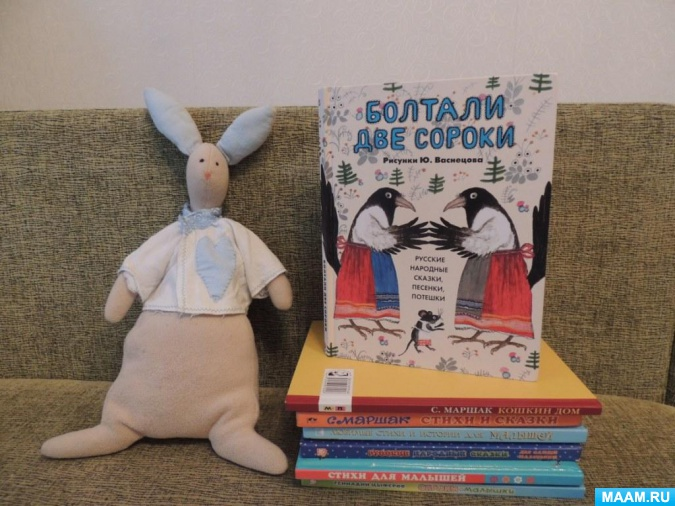 БОЛТАЛИ
ДВЕ СОРОКИ
Рисунки Ю. Васнецова
РУССКИЕ
НАРОДНЫЕ
СКАЗКИ,
ПЕСЕНКИ,
ПОТЕШКИ
С. МАРШАК КОШКИН ДОМ
С. МАРШАК СТИХИ И СКАЗКИ
СТИХИ ДЛЯ МАЛЫШЕЙ
MAAM.RU